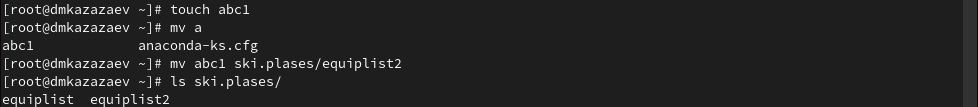 [root@dmkazazaev ~]# touch abc1
[root@dmkazazaev ~]# mv a
abc1             anaconda-ks.cfg
[root@dmkazazaev ~]# mv abc1 ski.plases/equiplist2
[root@dmkazazaev ~]# ls ski.plases/
equiplist  equiplist2